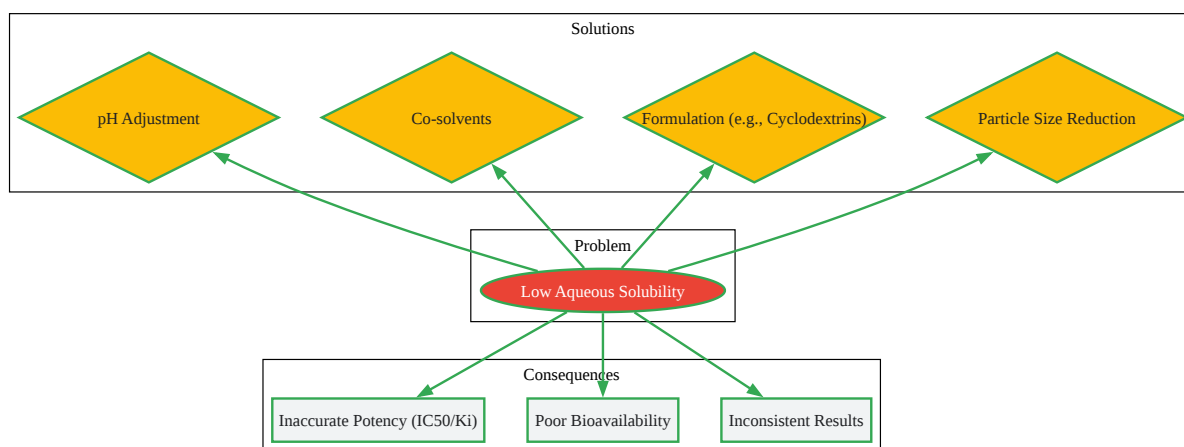 Solutions
pH Adjustment
Co-solvents
Formulation (e.g., Cyclodextrins)
Particle Size Reduction
Problem
Low Aqueous Solubility
Consequences
Inaccurate Potency (IC50/Ki)
Poor Bioavailability
Inconsistent Results